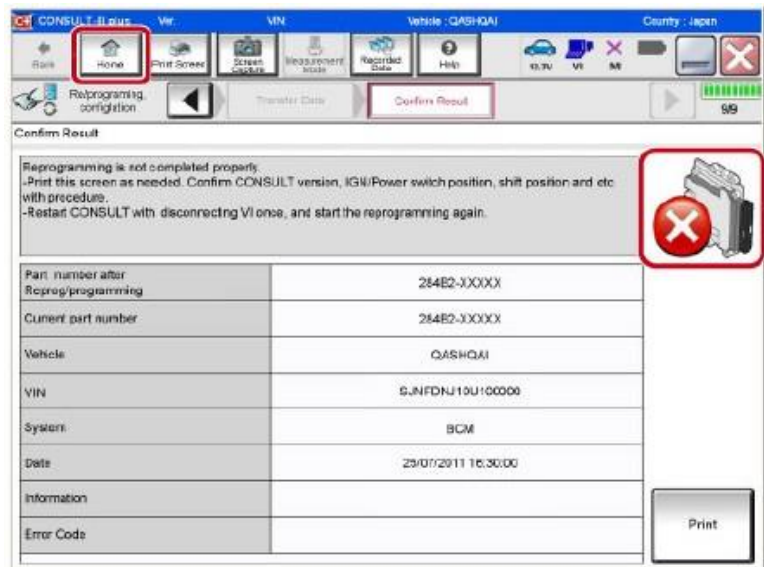 CONSULT-III plus Ver. VIN: Vehicle : QASHQAI Country : Japan
Back
Home
Print Screen
Screen Capture
Measurement Mode
Recorded Data
Help
13.3V
VI
MI
Re/programing, configration
Transfer Data
Confirm Result
9/9
Confirm Result
Reprogramming is not completed properly.
-Print this screen as needed. Confirm CONSULT version, IGN/Power switch position, shift position and etc
with procedure.
-Restart CONSULT with disconnecting VI once, and start the reprogramming again.
Part number after
Reprog/programming
284B2-XXXXX
Current part number
284B2-XXXXX
Vehicle
QASHQAI
VIN
SJNFDNJ10U100000
System
BCM
Date
16:30:00
Information
Error Code
Print